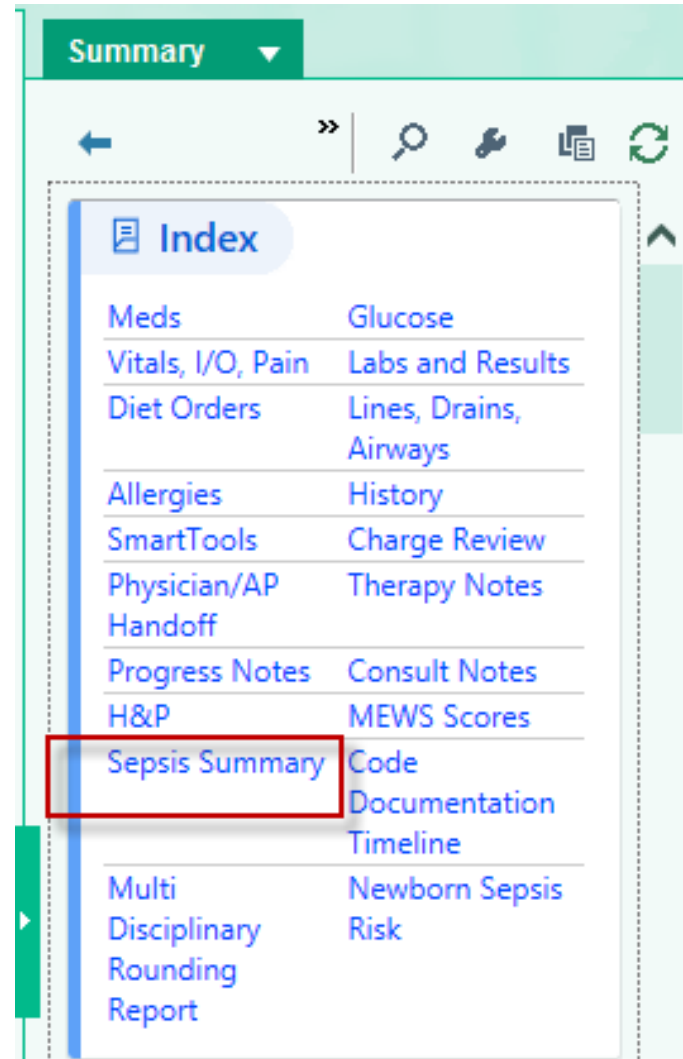 Summary
»
Index
Meds Glucose
Vitals, I/O, Pain Labs and Results
Diet Orders Lines, Drains,
Airways
Allergies History
SmartTools Charge Review
Physician/AP Therapy Notes
Handoff
Progress Notes Consult Notes
H&P MEWS Scores
Sepsis Summary Code
Documentation
Timeline
Multi Newborn Sepsis
Disciplinary Risk
Rounding
Report